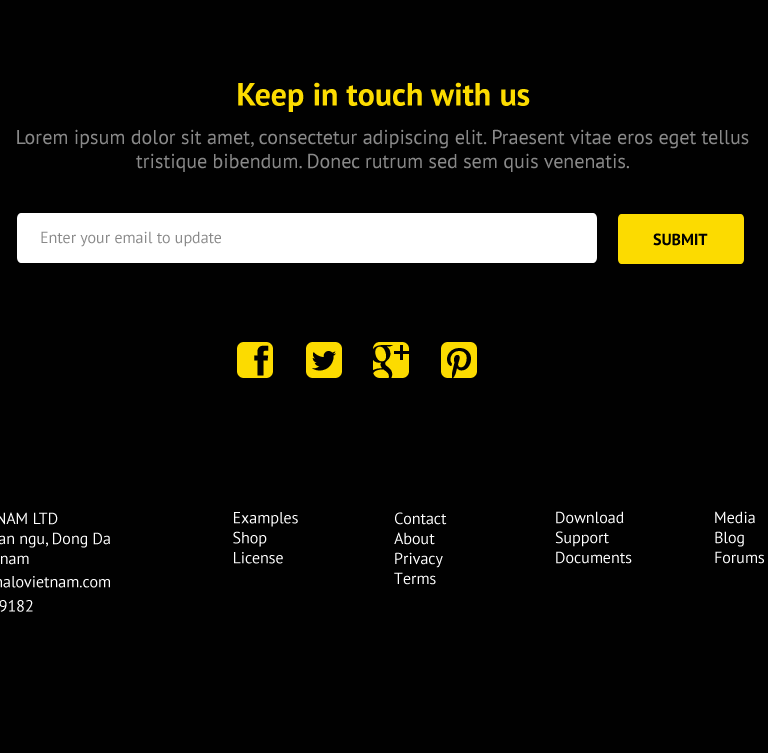 Keep in touch with us
Lorem ipsum dolor sit amet, consectetur adipiscing elit. Praesent vitae eros eget tellus
tristique bibendum. Donec rutrum sed sem quis venenatis.
Enter your email to update
SUBMIT
NAM LTD
an ngu, Dong Da
nam
alovietnam.com
9182
Examples
Shop
License
Contact
About
Privacy
Terms
Download
Support
Documents
Media
Blog
Forums